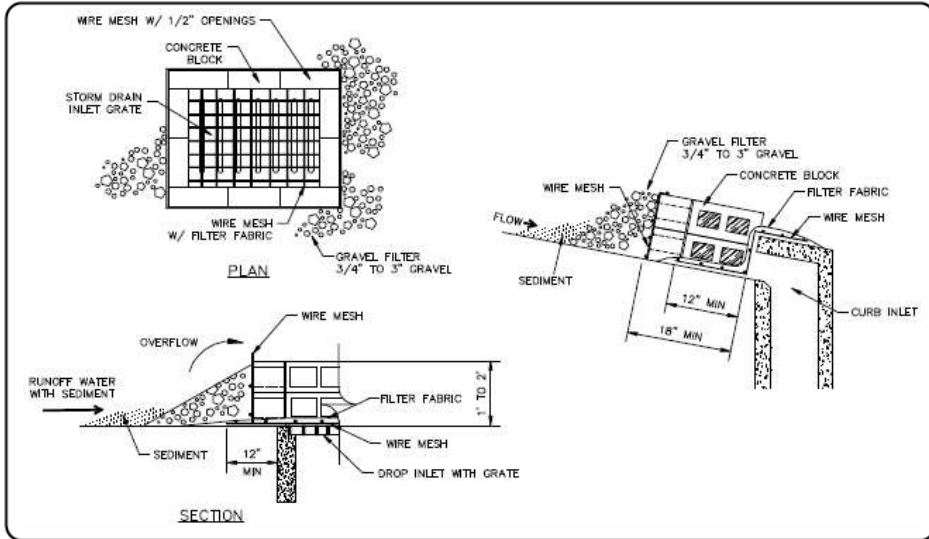 WIRE MESH W/ 1/2" OPENINGS
CONCRETE
BLOCK
STORM DRAIN
INLET GRATE
WIRE MESH
W/ FILTER FABRIC
GRAVEL FILTER
3/4" TO 3" GRAVEL
PLAN
GRAVEL FILTER
3/4" TO 3" GRAVEL
CONCRETE BLOCK
FILTER FABRIC
WIRE MESH
WIRE MESH
FLOW
SEDIMENT
12" MIN
18" MIN
CURB INLET
WIRE MESH
OVERFLOW
RUNOFF WATER
WITH SEDIMENT
1' TO 2'
FILTER FABRIC
WIRE MESH
SEDIMENT
12"
MIN
DROP INLET WITH GRATE
SECTION